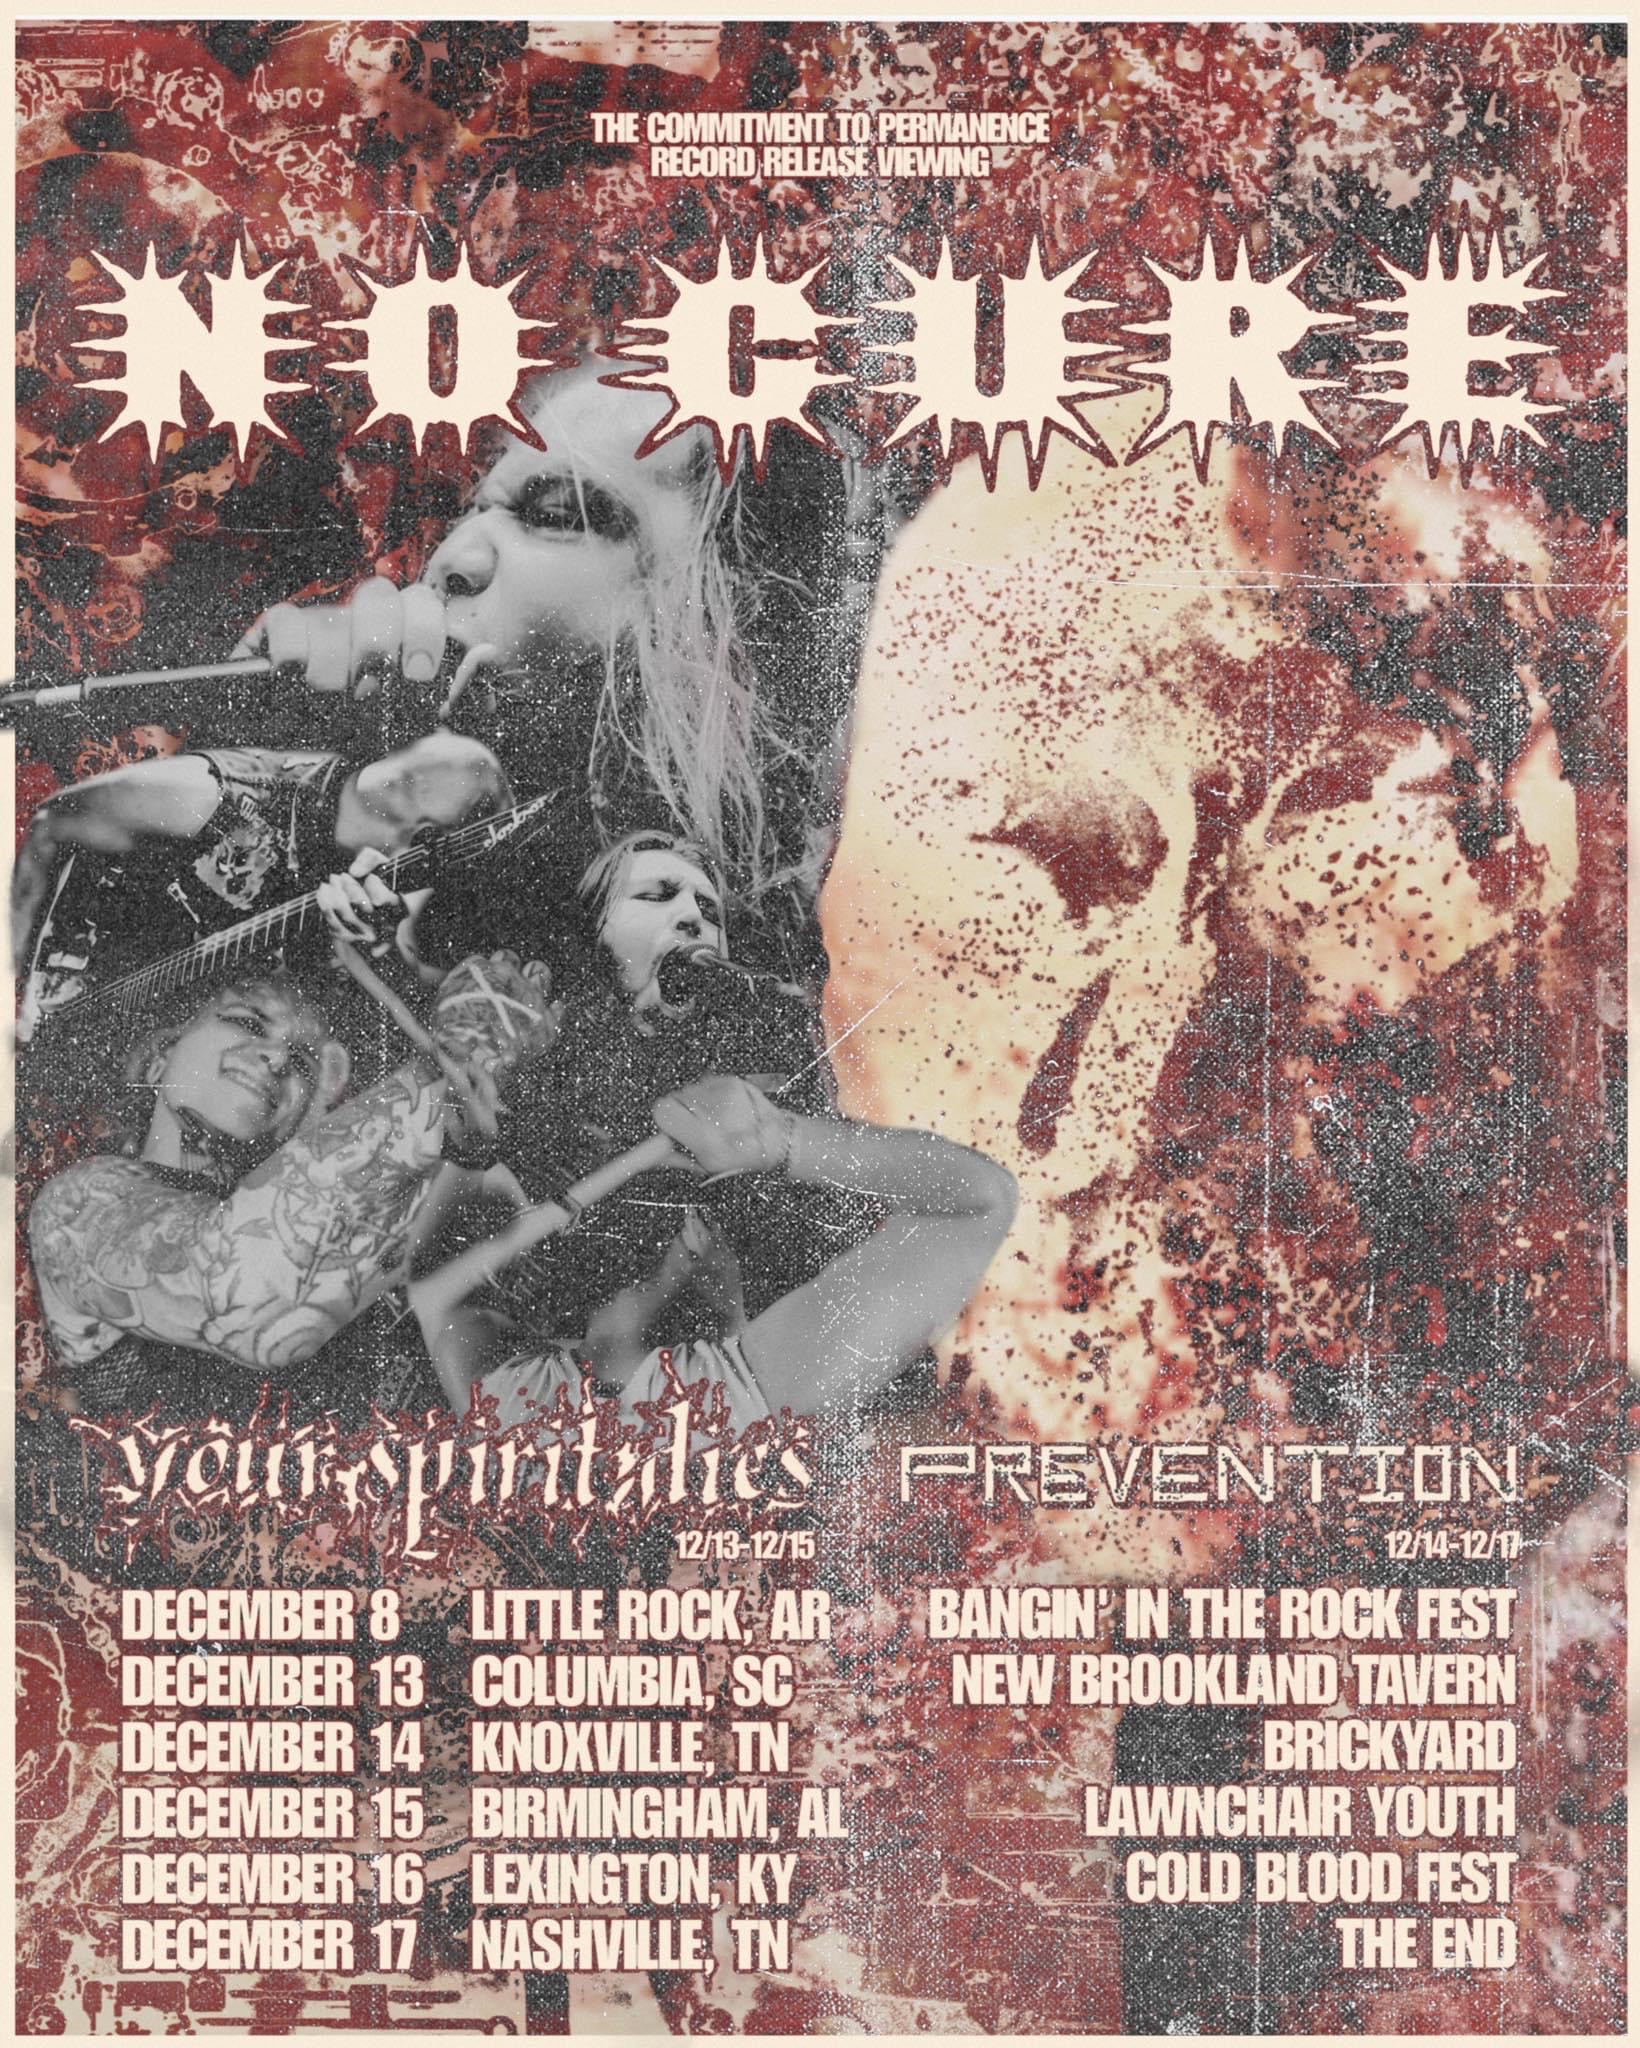 THE COMMITMENT TO PERMANENCE
RECORD RELEASE VIEWING
NO CURE
Jackson
X
yourspiritdies
12/13-12/15
PREVENTION
12/14-12/17
DECEMBER 8 LITTLE ROCK, AR BANGIN' IN THE ROCK FEST
DECEMBER 13 COLUMBIA, SC NEW BROOKLAND TAVERN
DECEMBER 14 KNOXVILLE, TN BRICKYARD
DECEMBER 15 BIRMINGHAM, AL LAWNCHAIR YOUTH
DECEMBER 16 LEXINGTON, KY COLD BLOOD FEST
DECEMBER 17 NASHVILLE, TN THE END